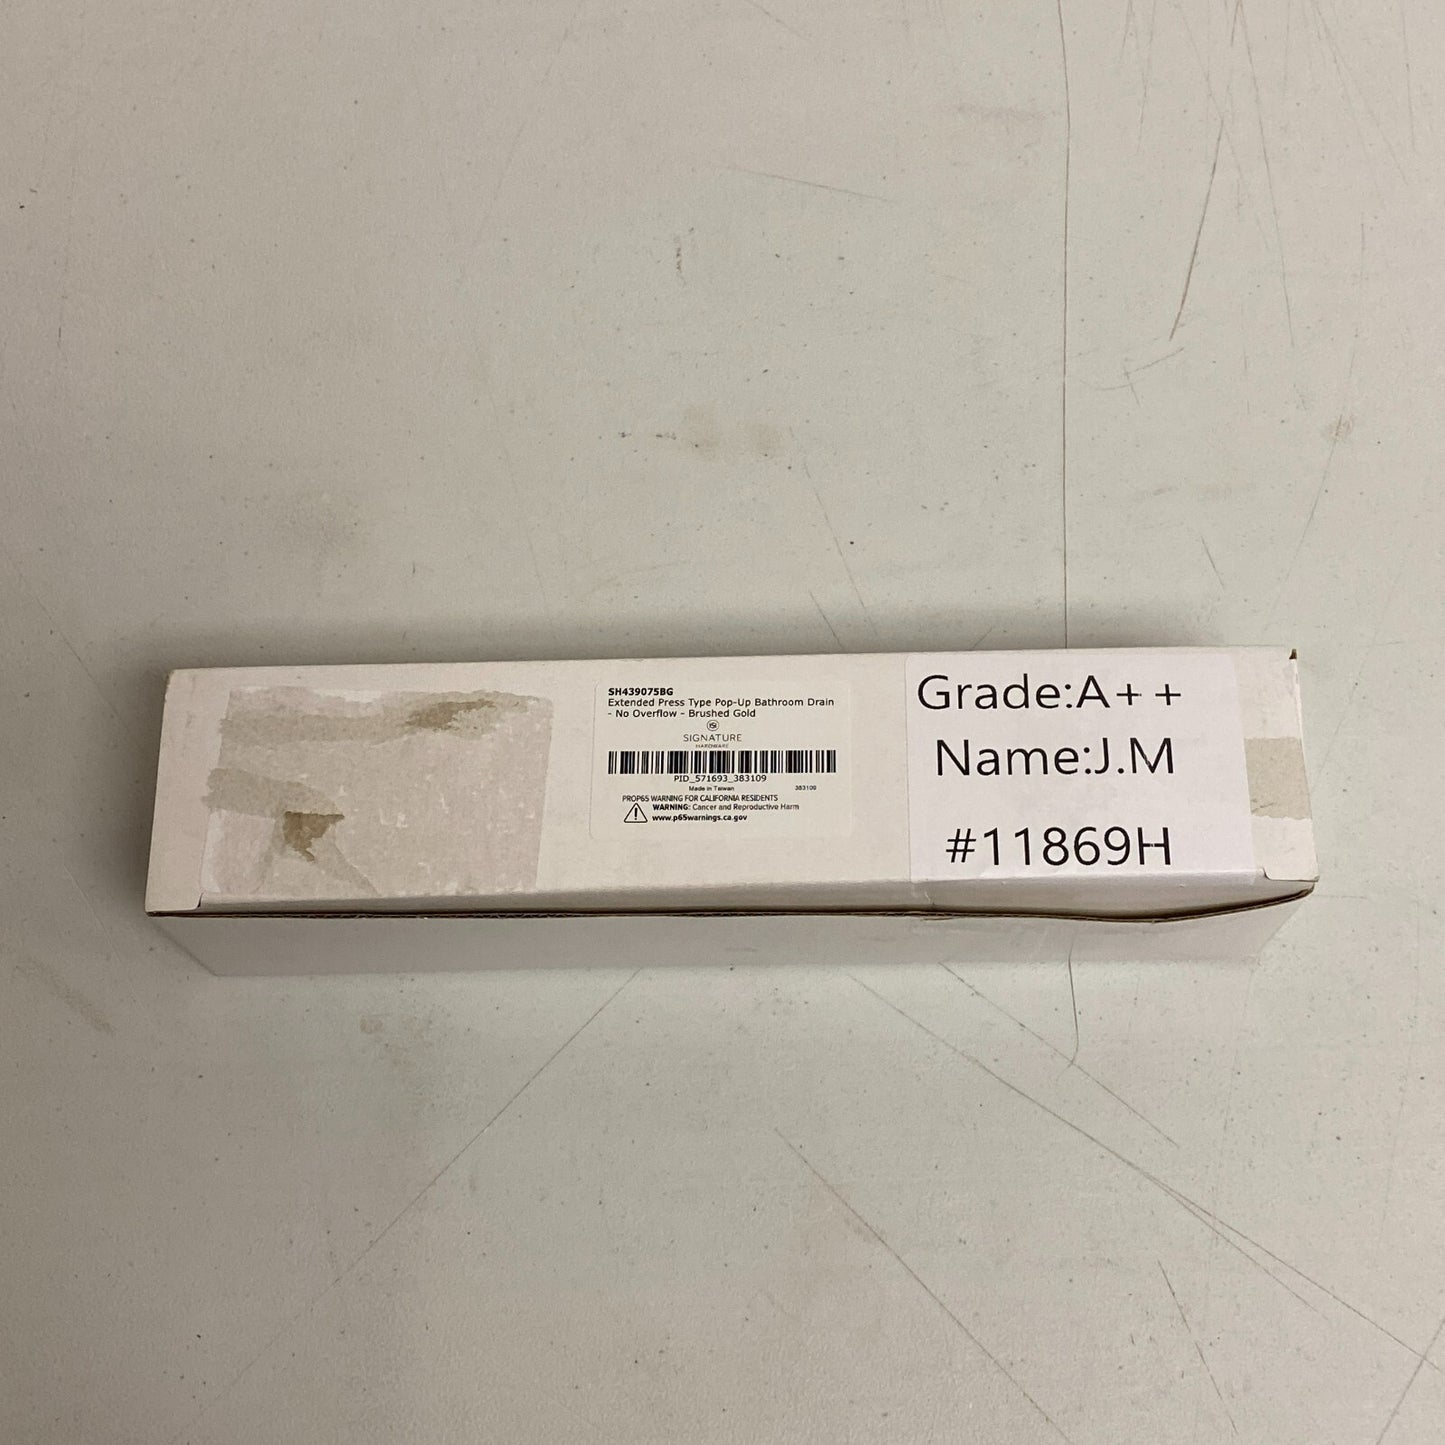 SH439075BG
Extended Press Type Pop-Up Bathroom Drain
- No Overflow - Brushed Gold
SIGNATURE
HARDWARE
PID_571693_383109
Made in Taiwan
383109
PROP65 WARNING FOR CALIFORNIA RESIDENTS
WARNING: Cancer and Reproductive Harm
www.p65warnings.ca.gov
Grade:A++
Name:J.M
#11869H